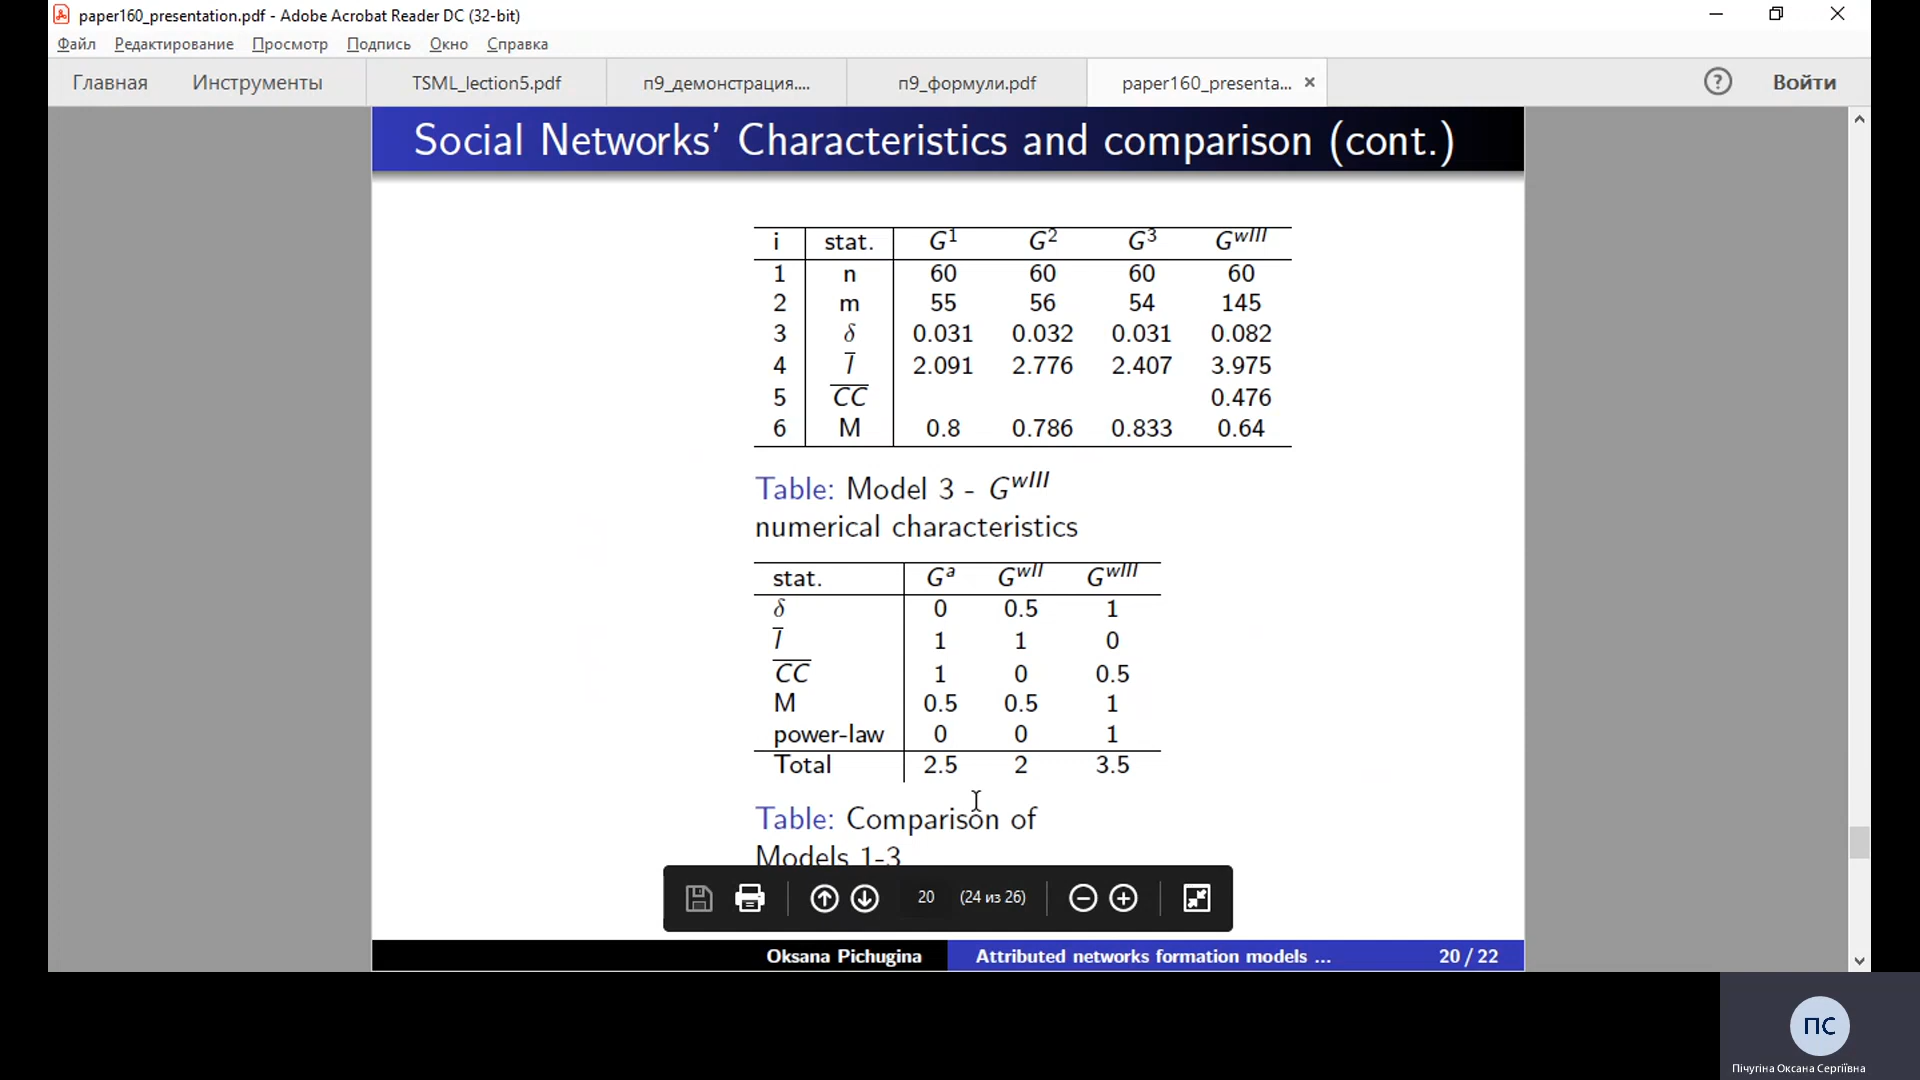 paper160_presentation.pdf - Adobe Acrobat Reader DC (32-bit)
Файл Редактирование Просмотр Подпись Окно Справка
Главная Инструменты TSML_lection5.pdf п9_демонстрация.... п9_формули.pdf paper160_presenta... × ? Войти
Social Networks' Characteristics and comparison (cont.)
i stat. G¹ G² G³ Gʷᴵᴵᴵ
1 n 60 60 60 60
2 m 55 56 54 145
3 δ 0.031 0.032 0.031 0.082
4 l̅ 2.091 2.776 2.407 3.975
5 C̅C̅ 0.476
6 M 0.8 0.786 0.833 0.64
Table: Model 3 - Gʷᴵᴵᴵ
numerical characteristics
stat. Gᵃ Gʷᴵᴵ Gʷᴵᴵᴵ
δ 0 0.5 1
l̅ 1 1 0
C̅C̅ 1 0 0.5
M 0.5 0.5 1
power-law 0 0 1
Total 2.5 2 3.5
Table: Comparison of
Models 1-3
20 (24 из 26)
Oksana Pichugina Attributed networks formation models ... 20 / 22
ПС
Пічугіна Оксана Сергіївна